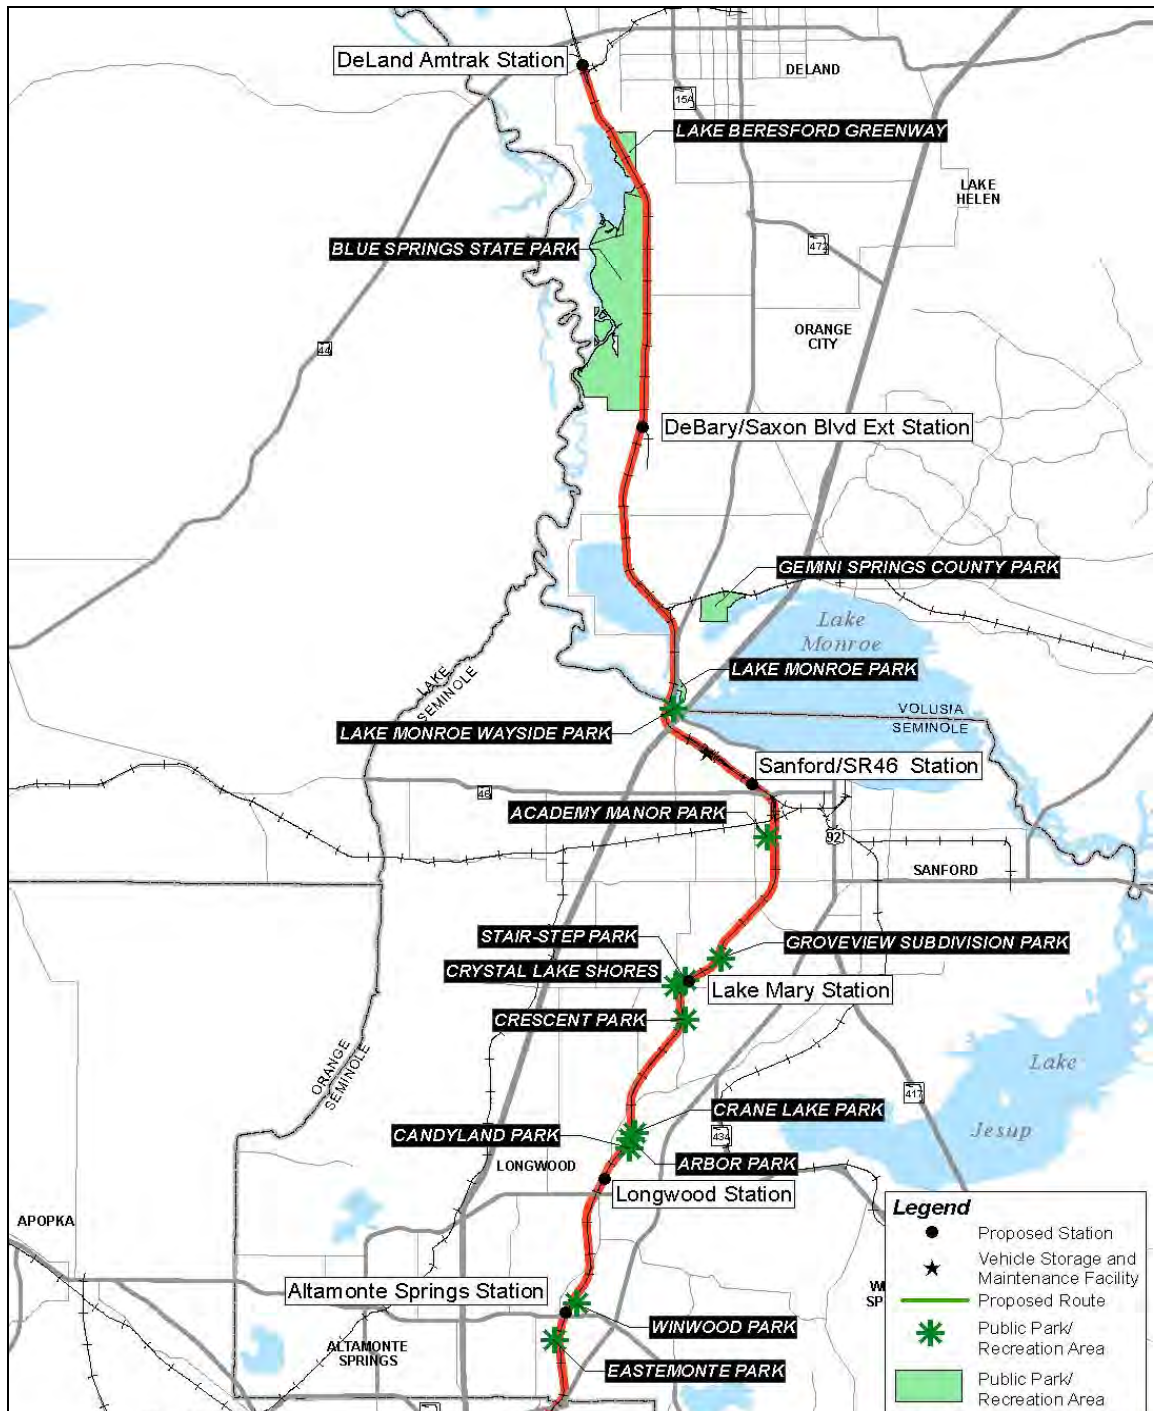 DeLand Amtrak Station
DELAND
15A
LAKE BERESFORD GREENWAY
LAKE
HELEN
BLUE SPRINGS STATE PARK
472
ORANGE
CITY
44
DeBary/Saxon Blvd Ext Station
GEMINI SPRINGS COUNTY PARK
Lake
Monroe
LAKE MONROE PARK
LAKE
SEMINOLE
VOLUSIA
SEMINOLE
LAKE MONROE WAYSIDE PARK
Sanford/SR46 Station
46
ACADEMY MANOR PARK
92
SANFORD
STAIR-STEP PARK
GROVEVIEW SUBDIVISION PARK
CRYSTAL LAKE SHORES
Lake Mary Station
CRESCENT PARK
ORANGE
SEMINOLE
Lake
Jesup
417
CRANE LAKE PARK
CANDYLAND PARK
434
ARBOR PARK
LONGWOOD
Longwood Station
APOPKA
Legend
Proposed Station
Vehicle Storage and
Maintenance Facility
Proposed Route
Public Park/
Recreation Area
Public Park/
Recreation Area
W
SP
Altamonte Springs Station
WINWOOD PARK
ALTAMONTE
SPRINGS
EASTEMONTE PARK